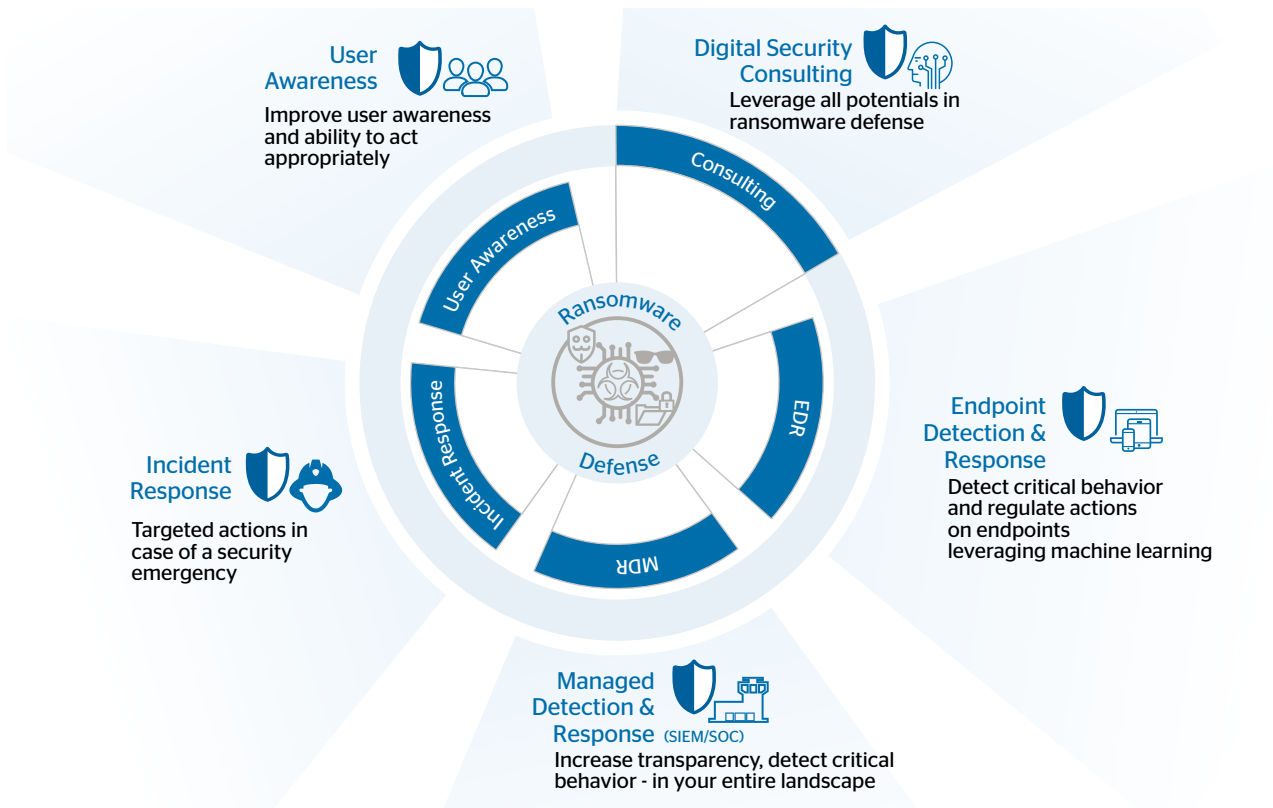 User
Awareness
Improve user awareness
and ability to act
appropriately
Digital Security
Consulting
Leverage all potentials in
ransomware defense
Consulting
User Awareness
Ransomware
Defense
EDR
Incident Response
MDR
Endpoint
Detection &
Response
Detect critical behavior
and regulate actions
on endpoints
leveraging machine learning
Incident
Response
Targeted actions in
case of a security
emergency
Managed
Detection &
Response (SIEM/SOC)
Increase transparency, detect critical
behavior - in your entire landscape